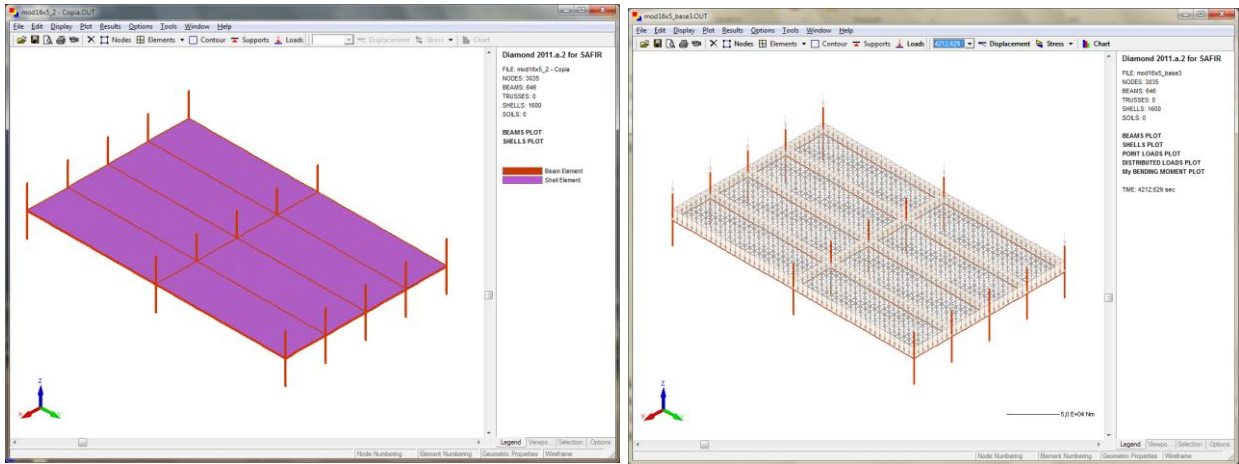 mod16x5_2 - Copia.OUT
File Edit Display Plot Results Options Tools Window Help
Nodes Elements Contour Supports Loads Displacement Stress Chart
Diamond 2011.a.2 for SAFIR
FILE: mod16x5_2 - Copia
NODES: 3035
BEAMS: 646
TRUSSES: 0
SHELLS: 1600
SOILS: 0
BEAMS PLOT
SHELLS PLOT
Beam Element
Shell Element
Z
X
Y
Legend Viewpo... Selection Options
Node Numbering Element Numbering Geometric Properties Wireframe
mod16x5_base3.OUT
File Edit Display Plot Results Options Tools Window Help
Nodes Elements Contour Supports Loads 4212,629 Displacement Stress Chart
Diamond 2011.a.2 for SAFIR
FILE: mod16x5_base3
NODES: 3035
BEAMS: 646
TRUSSES: 0
SHELLS: 1600
SOILS: 0
BEAMS PLOT
SHELLS PLOT
POINT LOADS PLOT
DISTRIBUTED LOADS PLOT
My BENDING MOMENT PLOT
TIME: 4212,629 sec
Z
X
Y
5,0 E+04 Nm
Legend Viewpo... Selection Options
Node Numbering Element Numbering Geometric Properties Wireframe